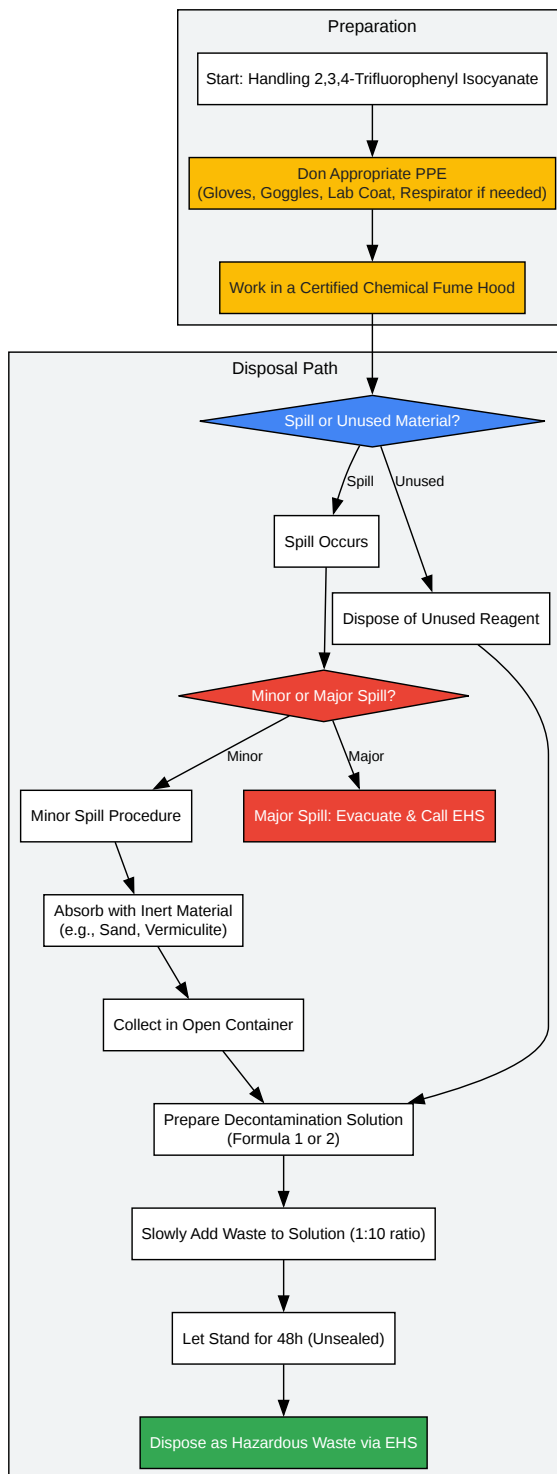 Preparation
Start: Handling 2,3,4-Trifluorophenyl Isocyanate
Don Appropriate PPE
(Gloves, Goggles, Lab Coat, Respirator if needed)
Work in a Certified Chemical Fume Hood
Disposal Path
Spill or Unused Material?
Spill
Unused
Spill Occurs
Dispose of Unused Reagent
Minor or Major Spill?
Minor
Major
Minor Spill Procedure
Major Spill: Evacuate & Call EHS
Absorb with Inert Material
(e.g., Sand, Vermiculite)
Collect in Open Container
Prepare Decontamination Solution
(Formula 1 or 2)
Slowly Add Waste to Solution (1:10 ratio)
Let Stand for 48h (Unsealed)
Dispose as Hazardous Waste via EHS